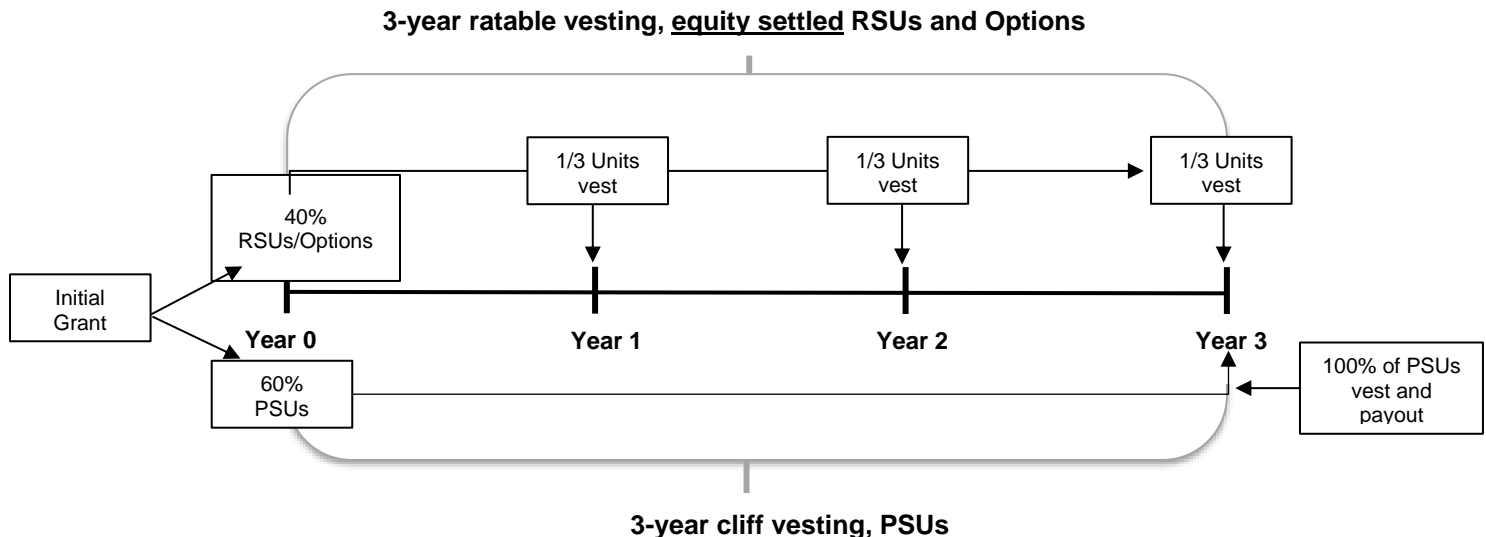 3-year ratable vesting, equity settled RSUs and Options
1/3 Units
vest
1/3 Units
vest
1/3 Units
vest
40%
RSUs/Options
Initial
Grant
Year 0
Year 1
Year 2
Year 3
60%
PSUs
100% of PSUs
vest and
payout
3-year cliff vesting, PSUs